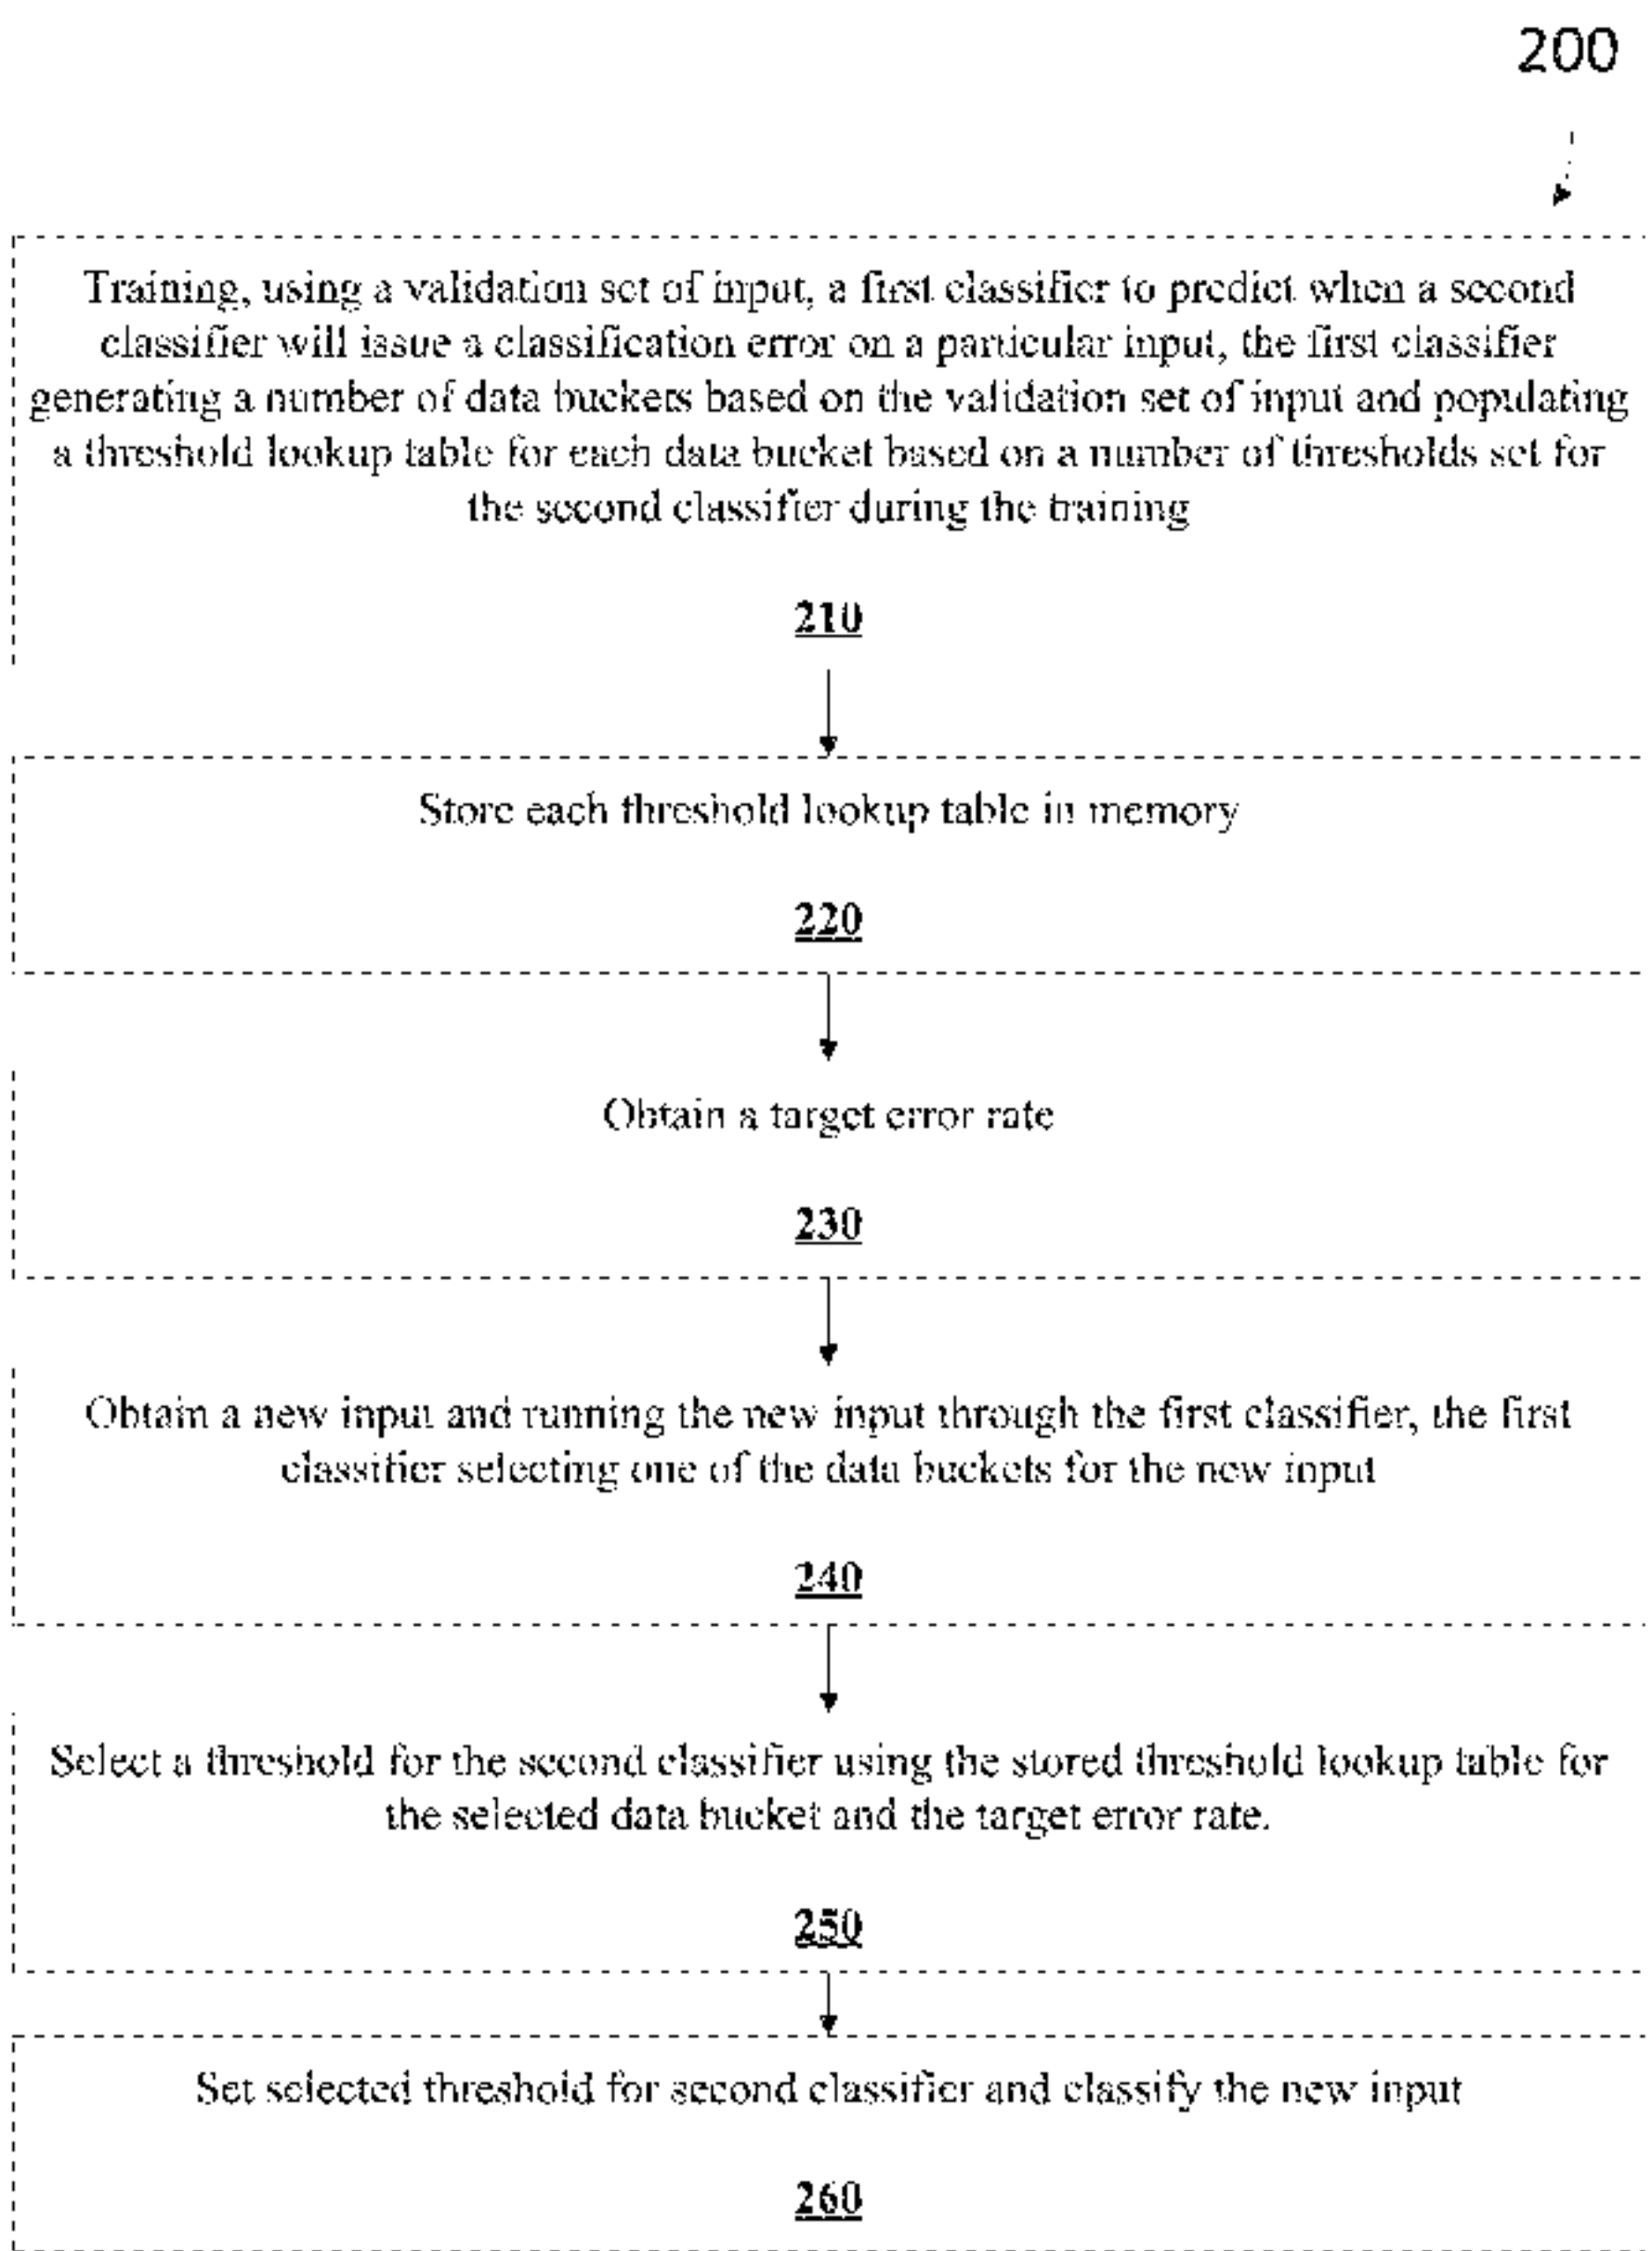 200
Training, using a validation set of input, a first classifier to predict when a second
classifier will issue a classification error on a particular input, the first classifier
generating a number of data buckets based on the validation set of input and populating
a threshold lookup table for each data bucket based on a number of thresholds set for
the second classifier during the training
210
Store each threshold lookup table in memory
220
Obtain a target error rate
230
Obtain a new input and running the new input through the first classifier, the first
classifier selecting one of the data buckets for the new input
240
Select a threshold for the second classifier using the stored threshold lookup table for
the selected data bucket and the target error rate.
250
Set selected threshold for second classifier and classify the new input
260